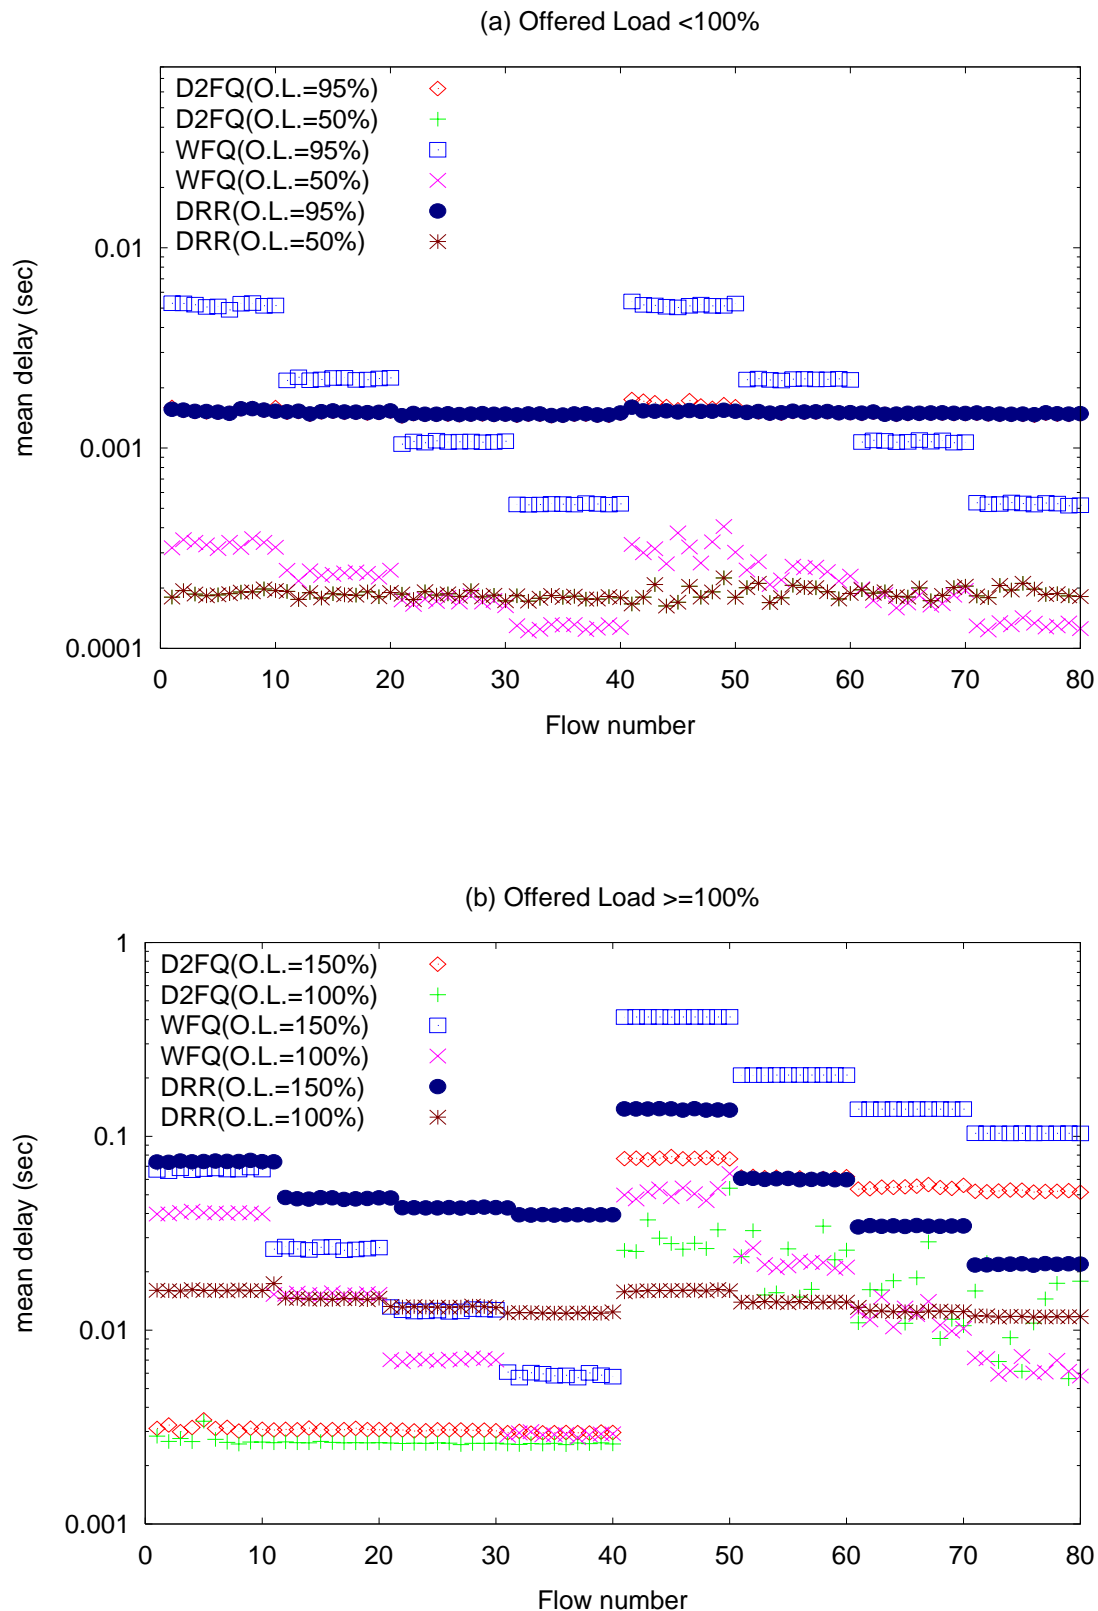 (a) Offered Load <100%
D2FQ(O.L.=95%)
D2FQ(O.L.=50%)
WFQ(O.L.=95%)
WFQ(O.L.=50%)
DRR(O.L.=95%)
DRR(O.L.=50%)
0.01
0.001
0.0001
mean delay (sec)
0 10 20 30 40 50 60 70 80
Flow number
(b) Offered Load >=100%
D2FQ(O.L.=150%)
D2FQ(O.L.=100%)
WFQ(O.L.=150%)
WFQ(O.L.=100%)
DRR(O.L.=150%)
DRR(O.L.=100%)
1
0.1
0.01
0.001
mean delay (sec)
0 10 20 30 40 50 60 70 80
Flow number